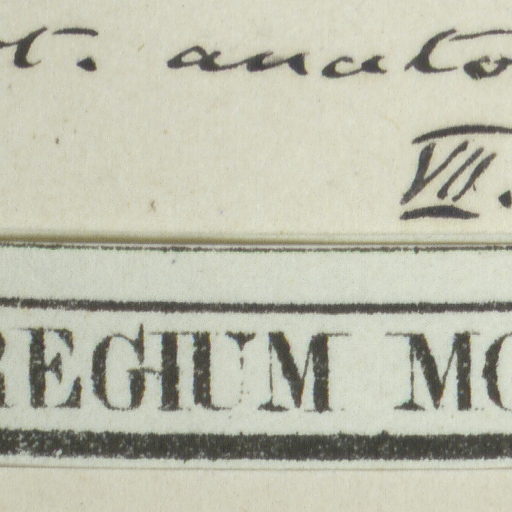 t. anato
VII.
REGIUM MO